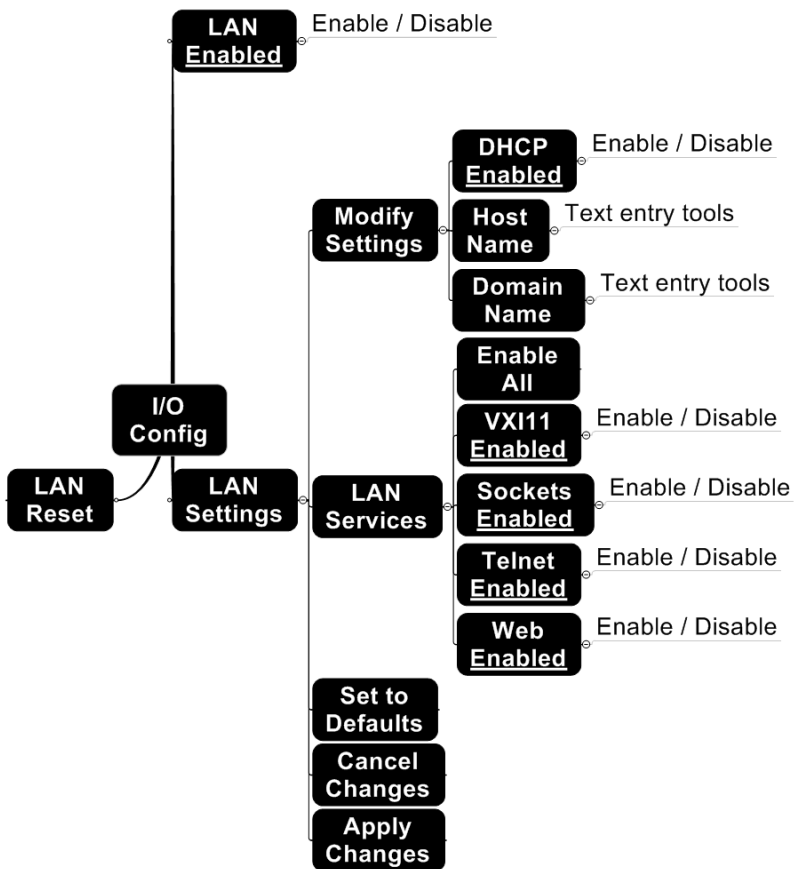 LAN
Enabled
Enable / Disable
DHCP
Enabled
Enable / Disable
Modify
Settings
Host
Name
Text entry tools
Domain
Name
Text entry tools
Enable
All
I/O
Config
VXI11
Enabled
Enable / Disable
LAN
Reset
LAN
Settings
LAN
Services
Sockets
Enabled
Enable / Disable
Telnet
Enabled
Enable / Disable
Web
Enabled
Enable / Disable
Set to
Defaults
Cancel
Changes
Apply
Changes